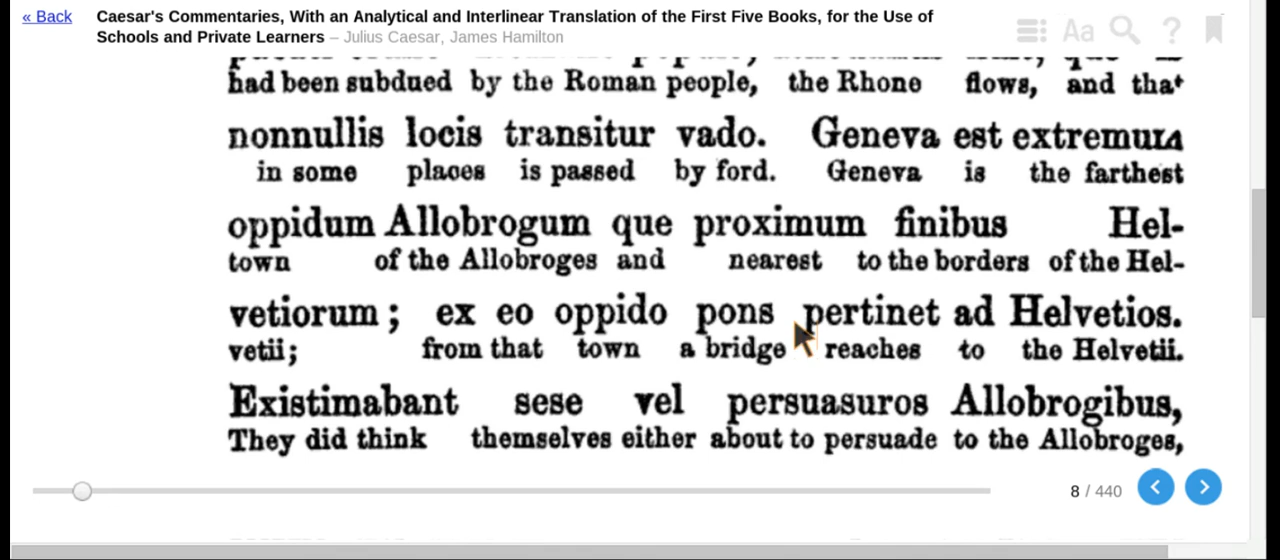 « Back
Caesar's Commentaries, With an Analytical and Interlinear Translation of the First Five Books, for the Use of
Schools and Private Learners – Julius Caesar, James Hamilton
Aa ?
had been subdued by the Roman people, the Rhone flows, and that
nonnullis locis transitur vado. Geneva est extremum
in some places is passed by ford. Geneva is the farthest
oppidum Allobrogum que proximum finibus Hel-
town of the Allobroges and nearest to the borders of the Hel-
vetiorum; ex eo oppido pons pertinet ad Helvetios.
vetii; from that town a bridge reaches to the Helvetii.
Existimabant sese vel persuasuros Allobrogibus,
They did think themselves either about to persuade to the Allobroges,
8 / 440